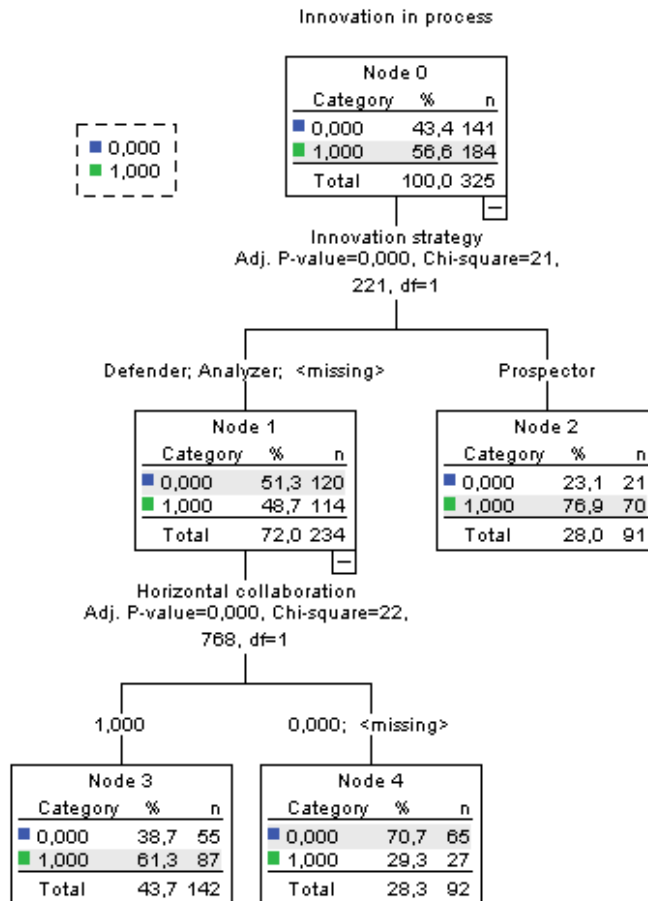 Innovation in process
Node 0
Category % n
0,000 43,4 141
1,000 56,6 184
Total 100,0 325
0,000
1,000
Innovation strategy
Adj. P-value=0,000, Chi-square=21,
221, df=1
Defender; Analyzer; <missing>
Prospector
Node 1
Category % n
0,000 51,3 120
1,000 48,7 114
Total 72,0 234
Node 2
Category % n
0,000 23,1 21
1,000 76,9 70
Total 28,0 91
Horizontal collaboration
Adj. P-value=0,000, Chi-square=22,
768, df=1
1,000
0,000; <missing>
Node 3
Category % n
0,000 38,7 55
1,000 61,3 87
Total 43,7 142
Node 4
Category % n
0,000 70,7 65
1,000 29,3 27
Total 28,3 92